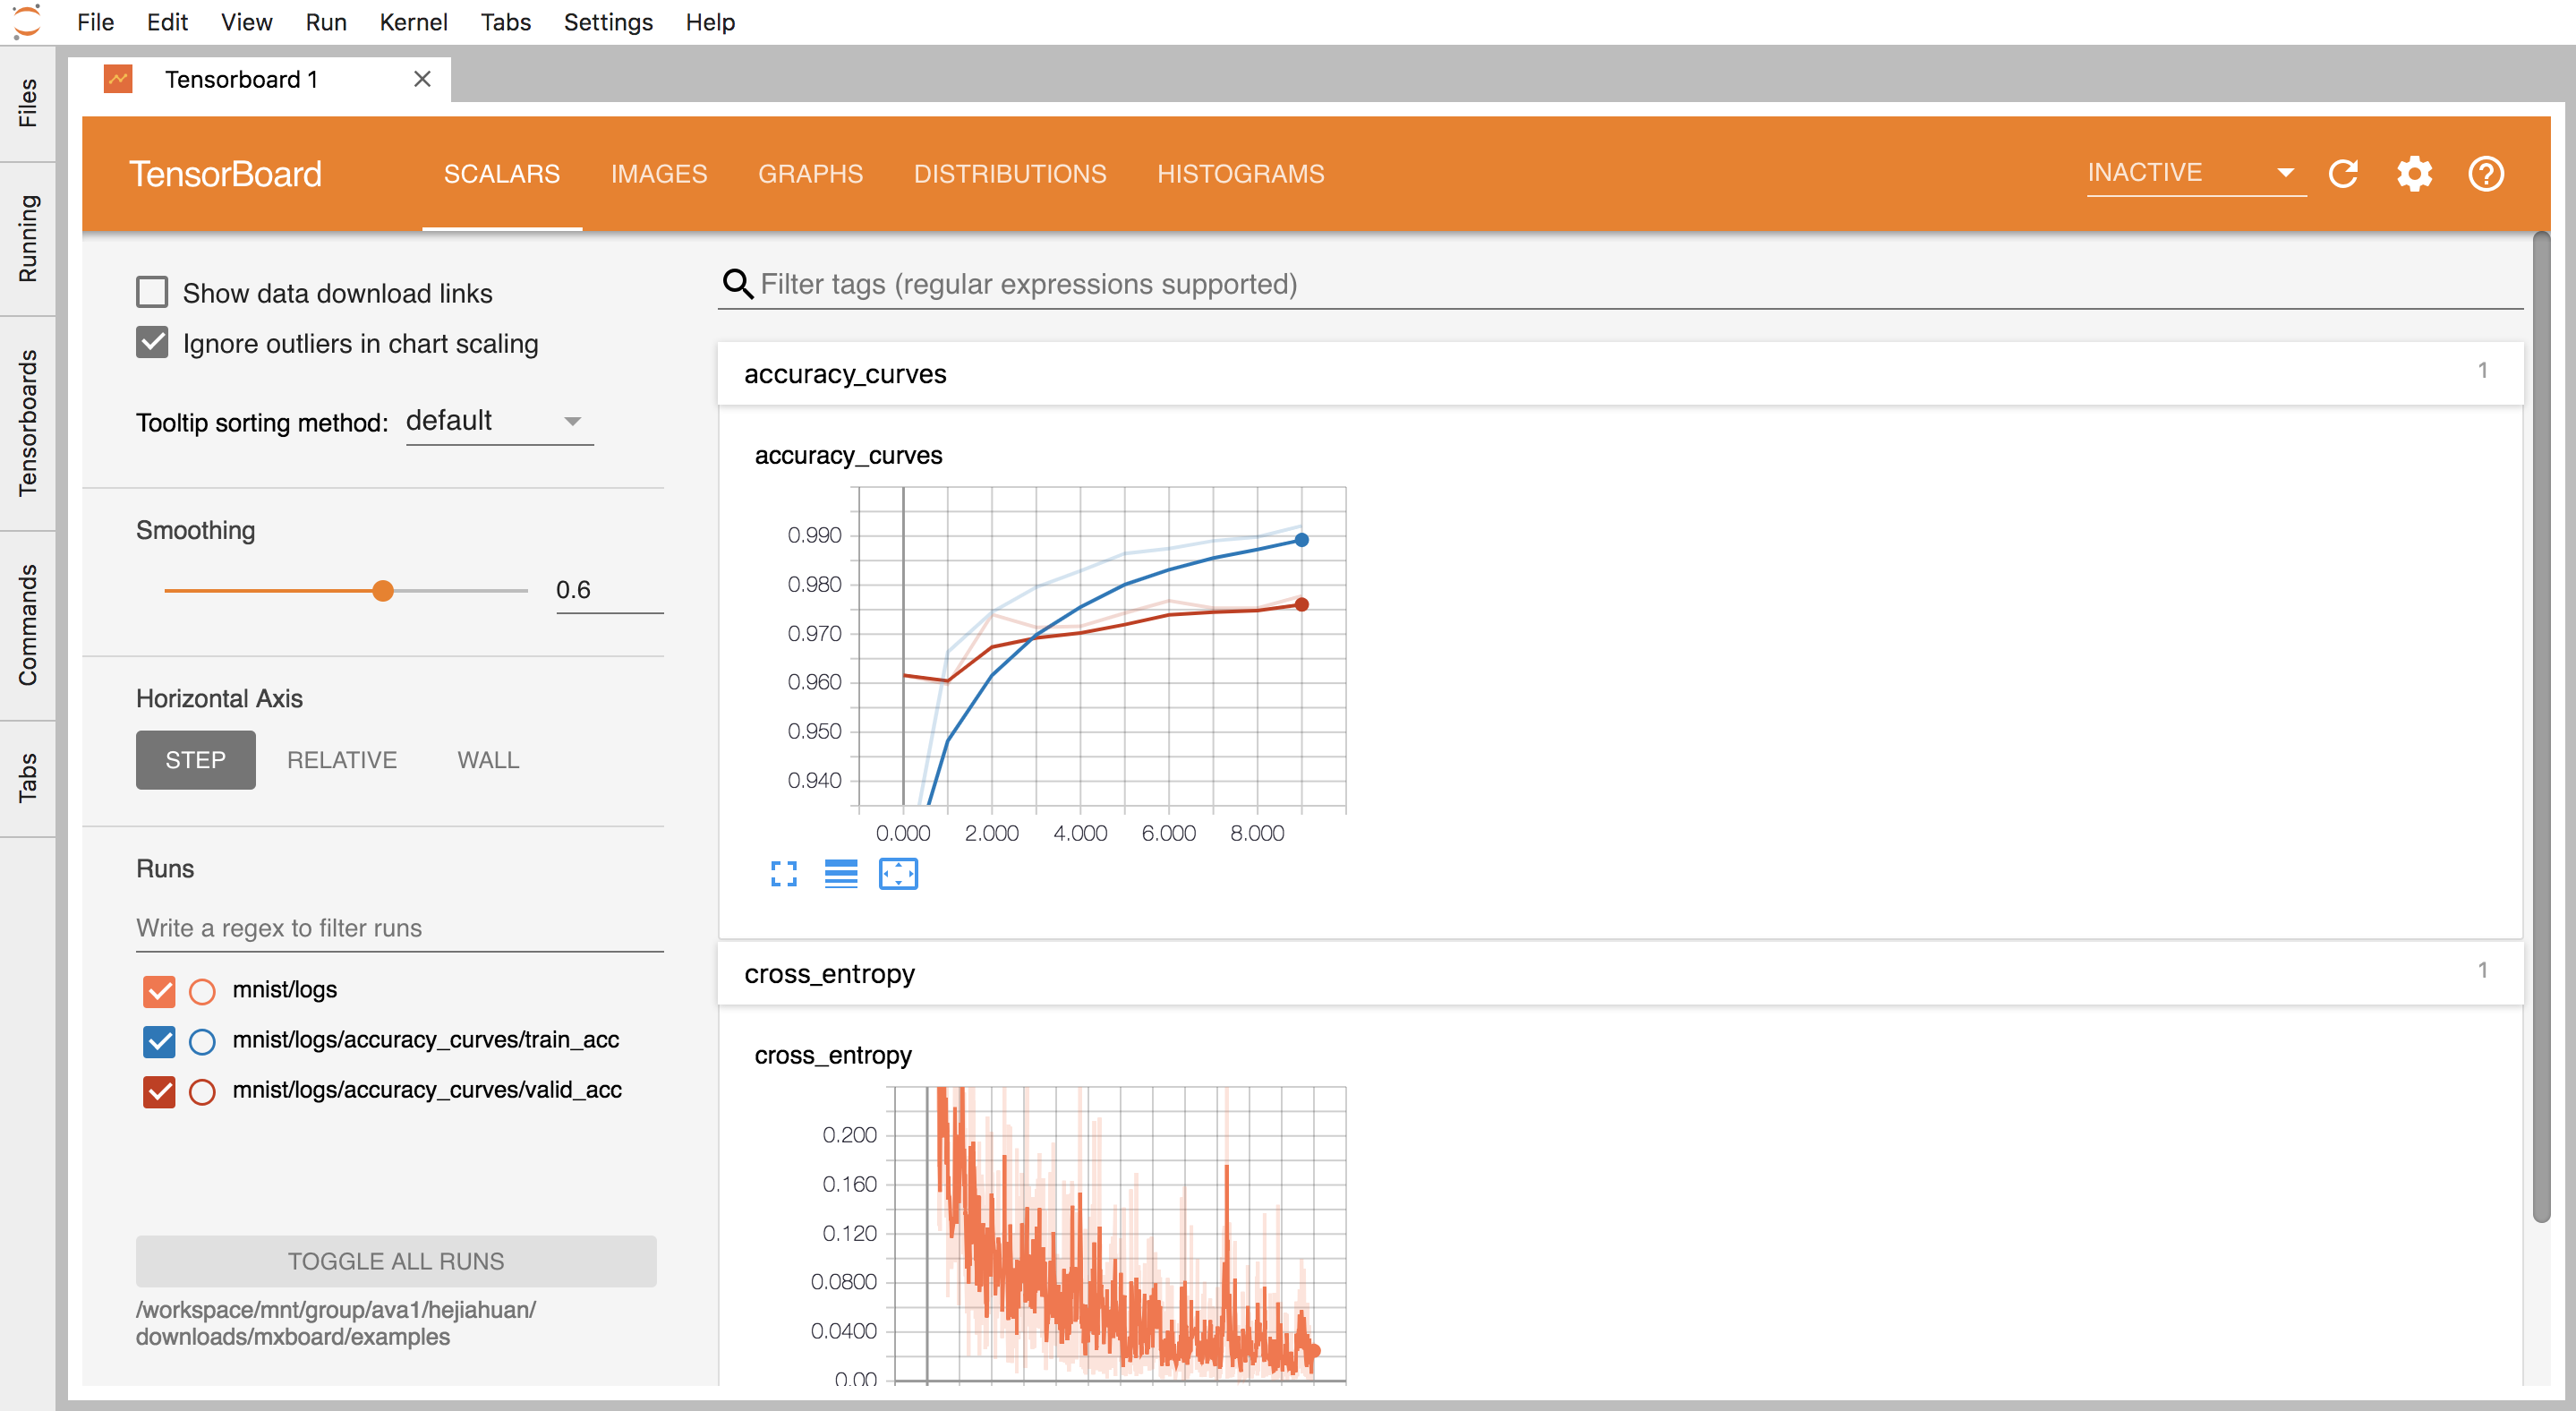 File Edit View Run Kernel Tabs Settings Help
Files
Running
Tensorboards
Commands
Tabs
Tensorboard 1
TensorBoard SCALARS IMAGES GRAPHS DISTRIBUTIONS HISTOGRAMS INACTIVE
Show data download links
Ignore outliers in chart scaling
Tooltip sorting method: default
Smoothing
0.6
Horizontal Axis
STEP RELATIVE WALL
Runs
Write a regex to filter runs
mnist/logs
mnist/logs/accuracy_curves/train_acc
mnist/logs/accuracy_curves/valid_acc
TOGGLE ALL RUNS
/workspace/mnt/group/ava1/hejiahuan/
downloads/mxboard/examples
Filter tags (regular expressions supported)
accuracy_curves 1
accuracy_curves
0.990
0.980
0.970
0.960
0.950
0.940
0.000 2.000 4.000 6.000 8.000
cross_entropy 1
cross_entropy
0.200
0.160
0.120
0.0800
0.0400
0.00